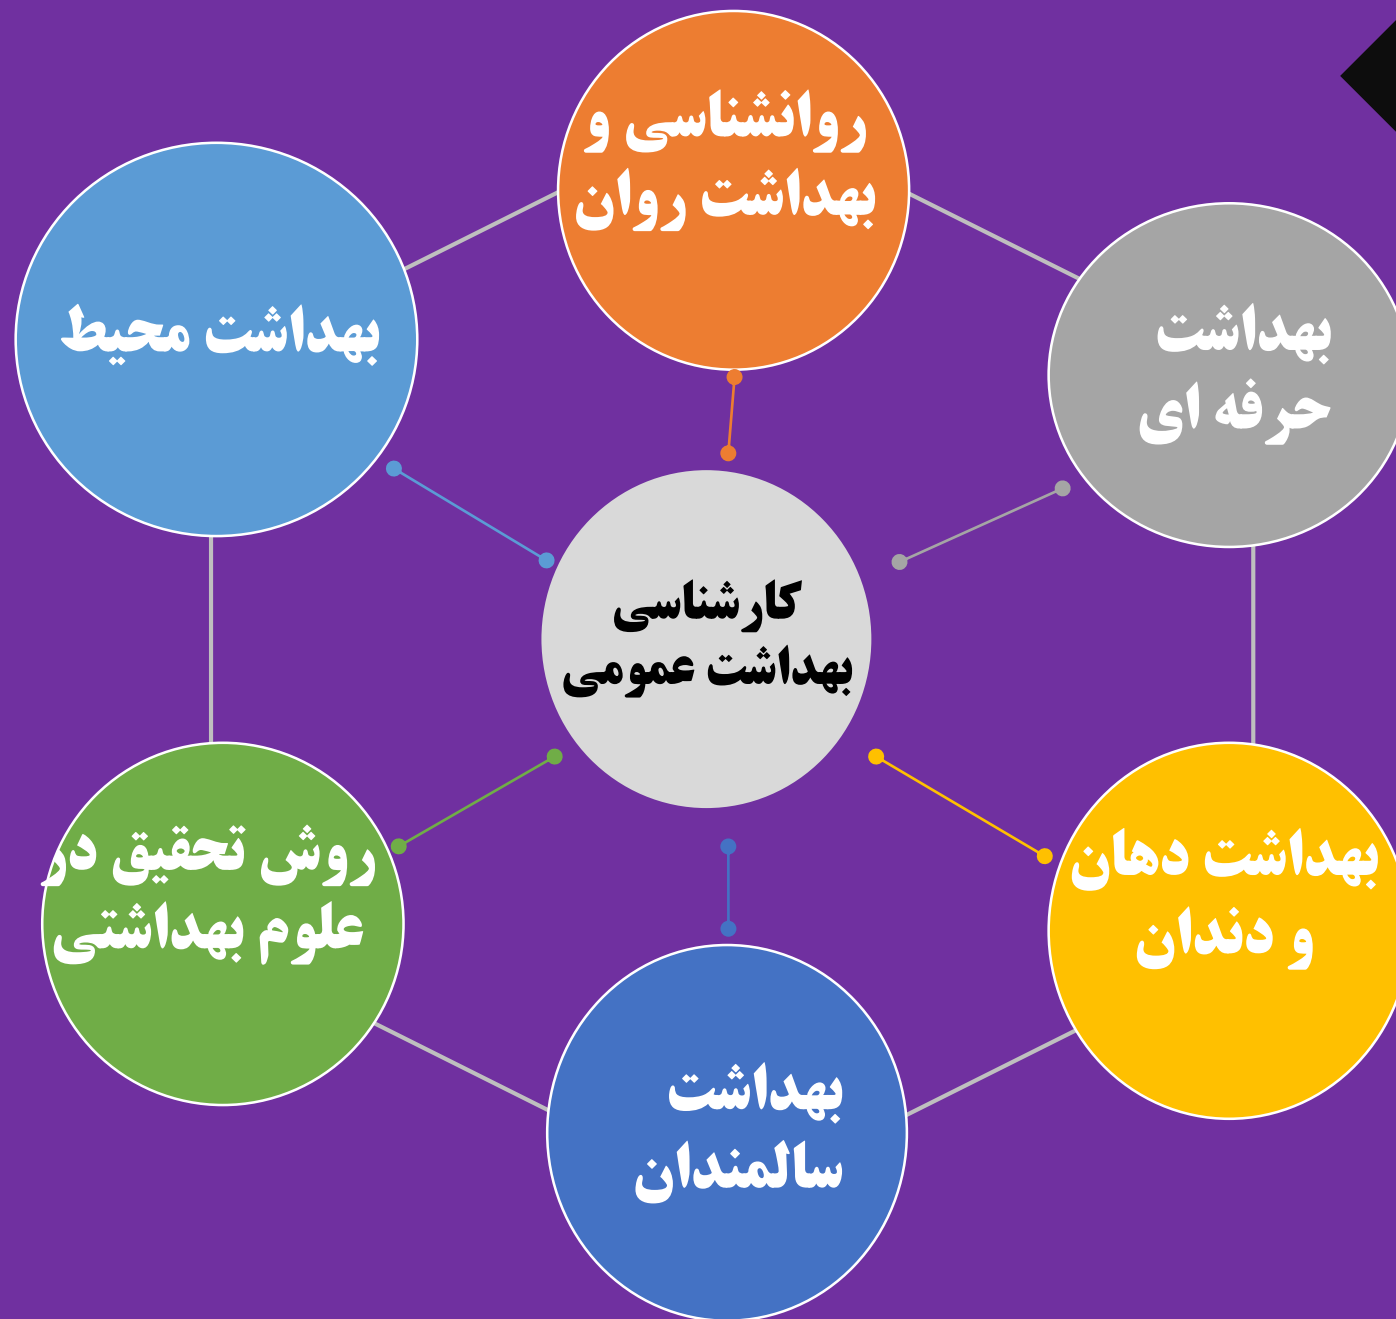 روانشناسی و
بهداشت روان
بهداشت
حرفه ای
بهداشت محیط
کارشناسی
بهداشت عمومی
بهداشت دهان
و دندان
روش تحقیق در
علوم بهداشتی
بهداشت
سالمندان